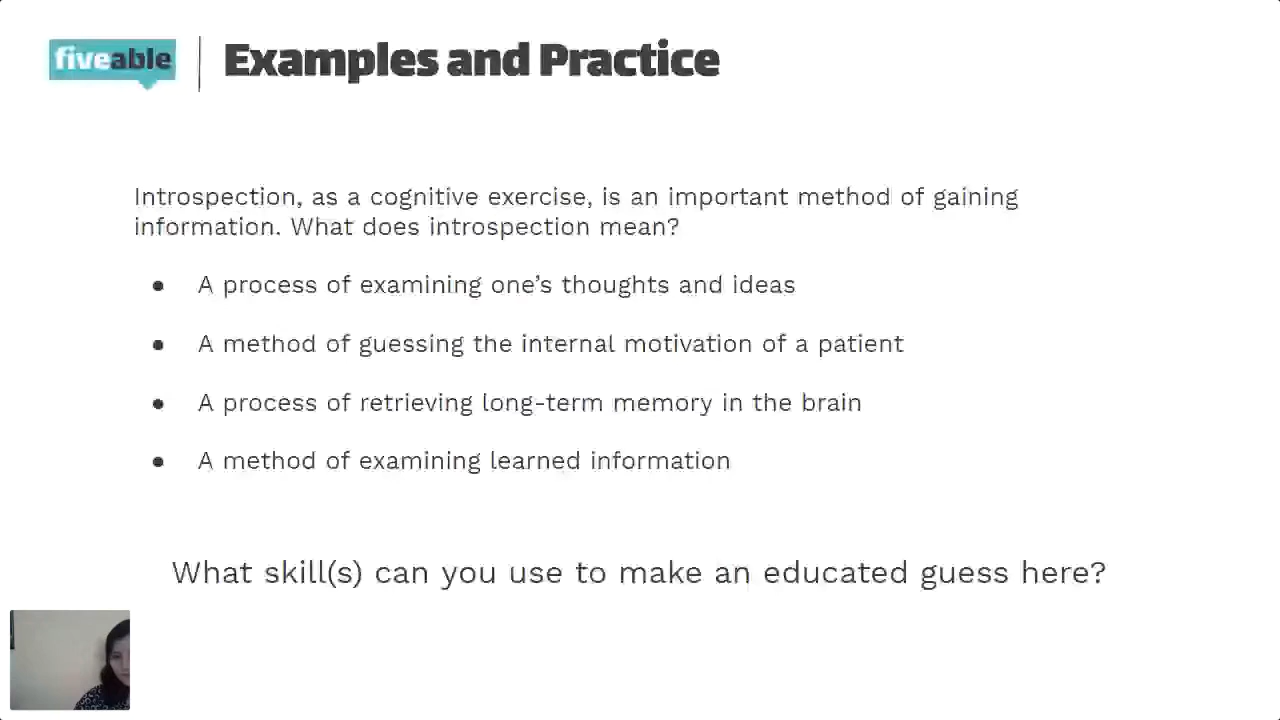 fiveable
Examples and Practice
Introspection, as a cognitive exercise, is an important method of gaining
information. What does introspection mean?
● A process of examining one’s thoughts and ideas
● A method of guessing the internal motivation of a patient
● A process of retrieving long-term memory in the brain
● A method of examining learned information
What skill(s) can you use to make an educated guess here?